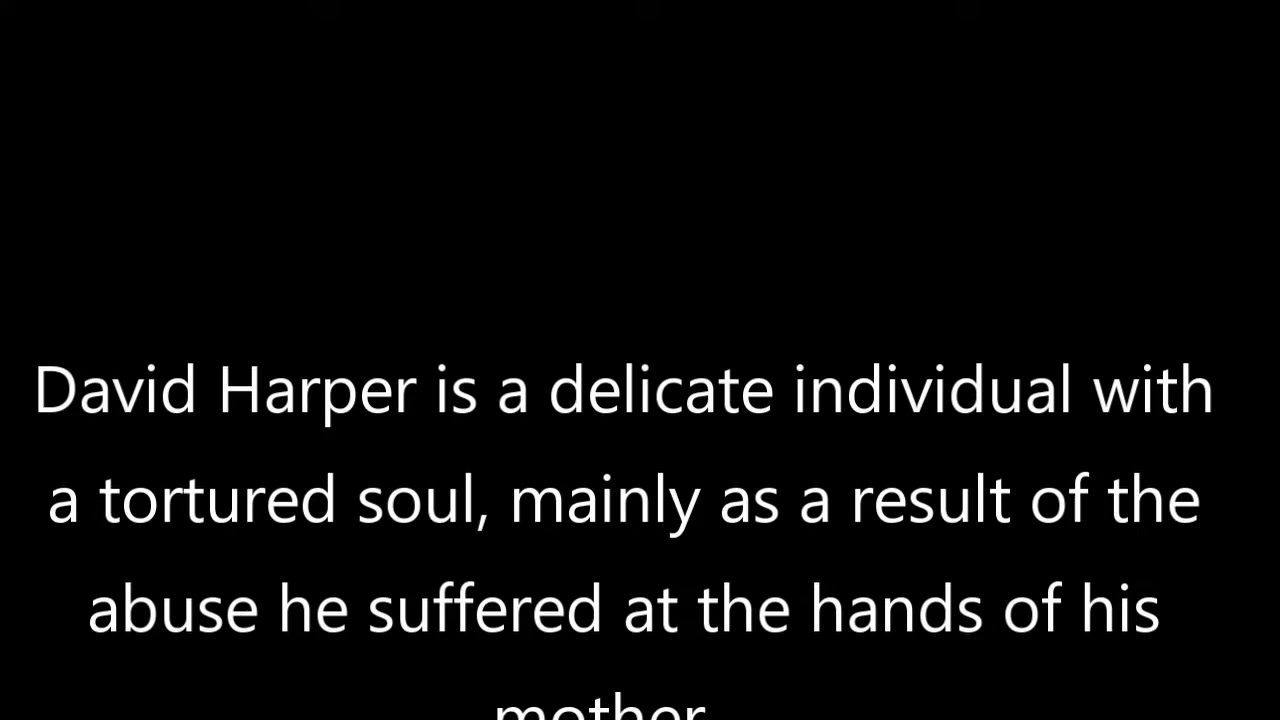 David Harper is a delicate individual with
a tortured soul, mainly as a result of the
abuse he suffered at the hands of his
mother